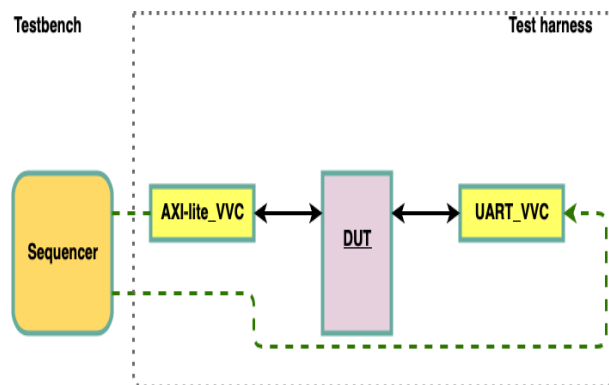 Testbench
Test harness
Sequencer
AXI-lite_VVC
DUT
UART_VVC